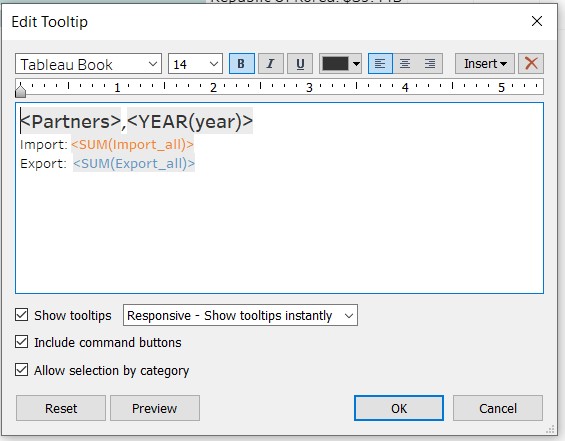 Republic of Korea: $39.44B
Edit Tooltip
Tableau Book 14 B I U Insert
1 2 3 4 5
<Partners>,<YEAR(year)>
Import: <SUM(Import_all)>
Export: <SUM(Export_all)>
Show tooltips Responsive - Show tooltips instantly
Include command buttons
Allow selection by category
Reset Preview OK Cancel